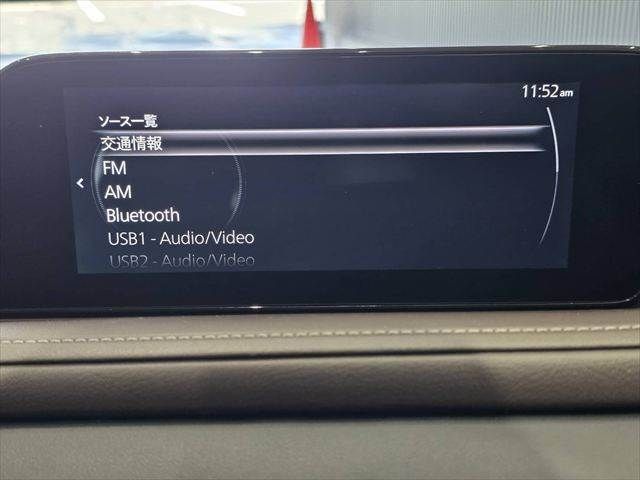 11:52am
ソース一覧
交通情報
FM
AM
Bluetooth
USB1 - Audio/Video
USB2 - Audio/Video